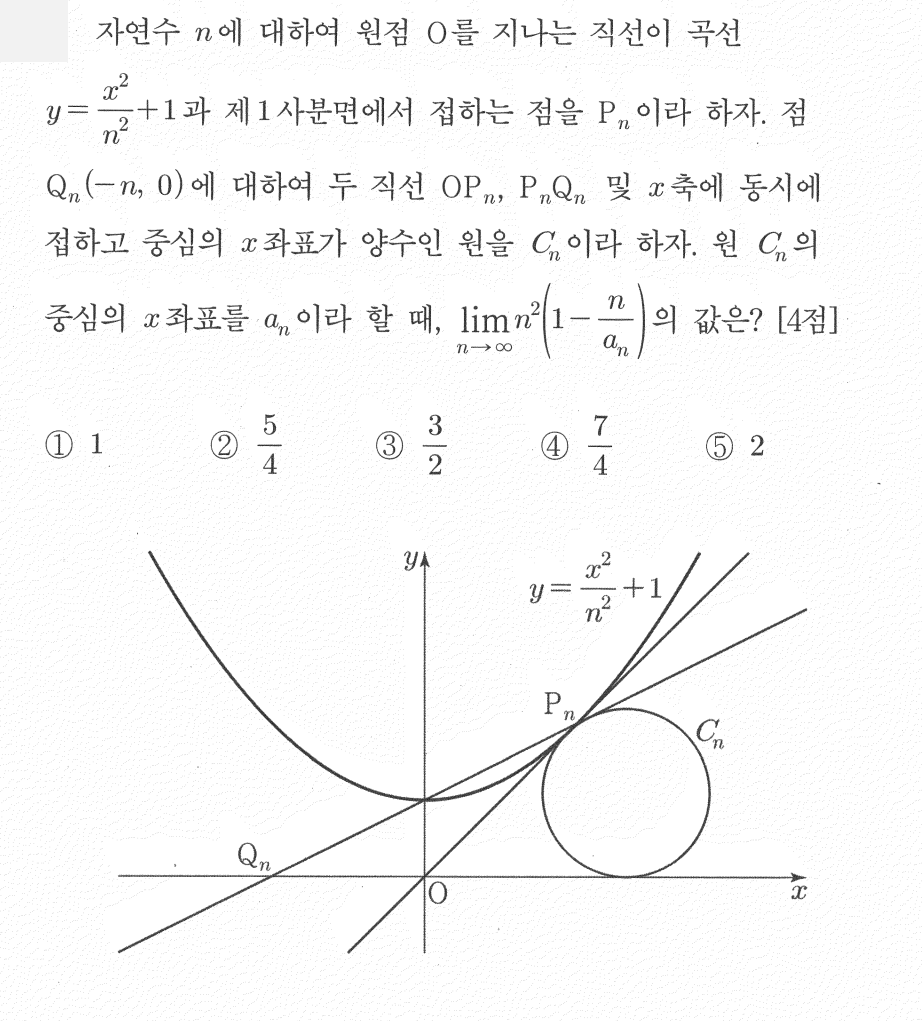 자연수 n에 대하여 원점 O를 지나는 직선이 곡선
y=x²/n²+1과 제1사분면에서 접하는 점을 Pₙ이라 하자. 점
Qₙ(−n, 0)에 대하여 두 직선 OPₙ, PₙQₙ 및 x축에 동시에
접하고 중심의 x좌표가 양수인 원을 Cₙ이라 하자. 원 Cₙ의
중심의 x좌표를 aₙ이라 할 때, lim n→∞ n²(1−n/aₙ)의 값은? [4점]
① 1 ② 5/4 ③ 3/2 ④ 7/4 ⑤ 2
y
y=x²/n²+1
Pₙ
Cₙ
Qₙ
O
x